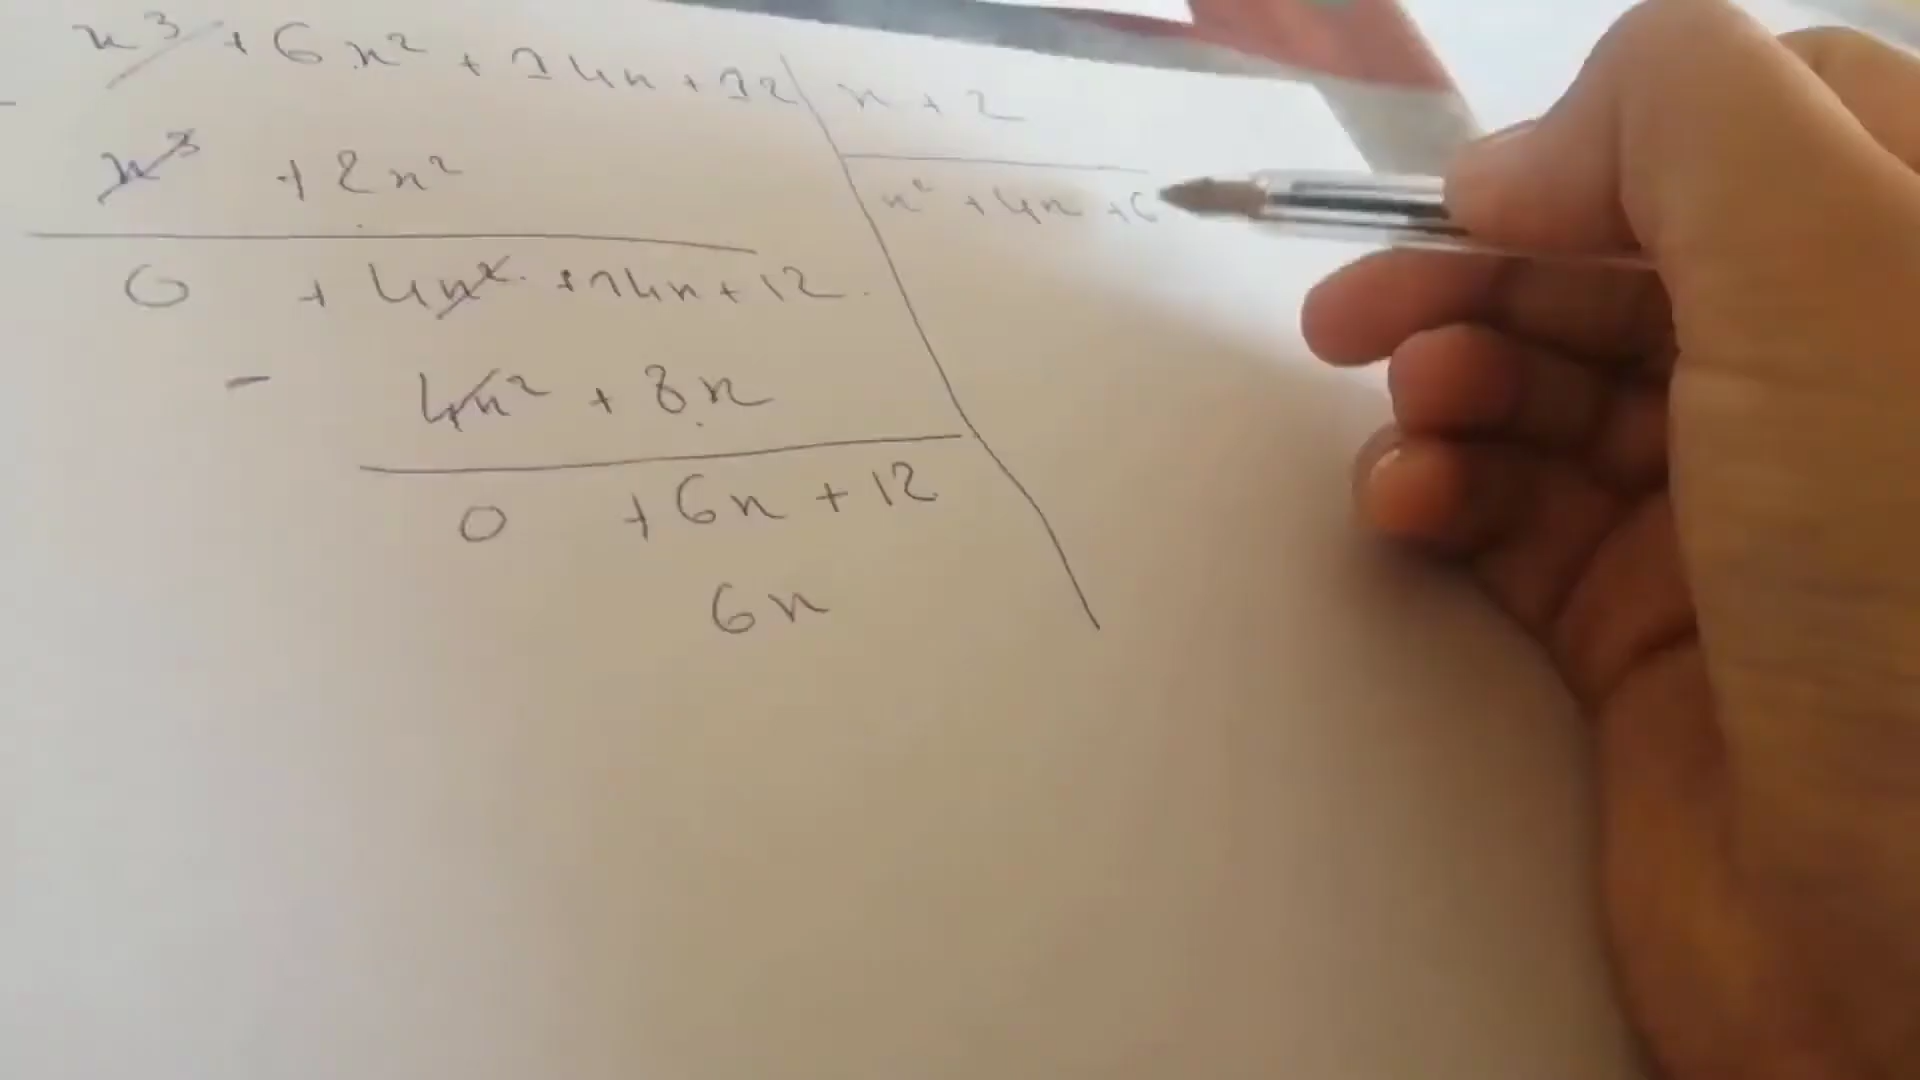 x³ + 6x² + 14x + 12 | x + 2
- x³ + 2x²
x² + 4x + 6
0 + 4x² + 14x + 12
- 4x² + 8x
0 + 6x + 12
6x